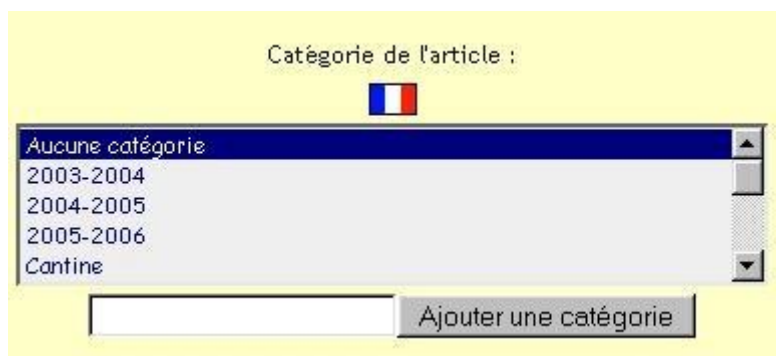 Catégorie de l'article :
Aucune catégorie
2003-2004
2004-2005
2005-2006
Cantine
Ajouter une catégorie